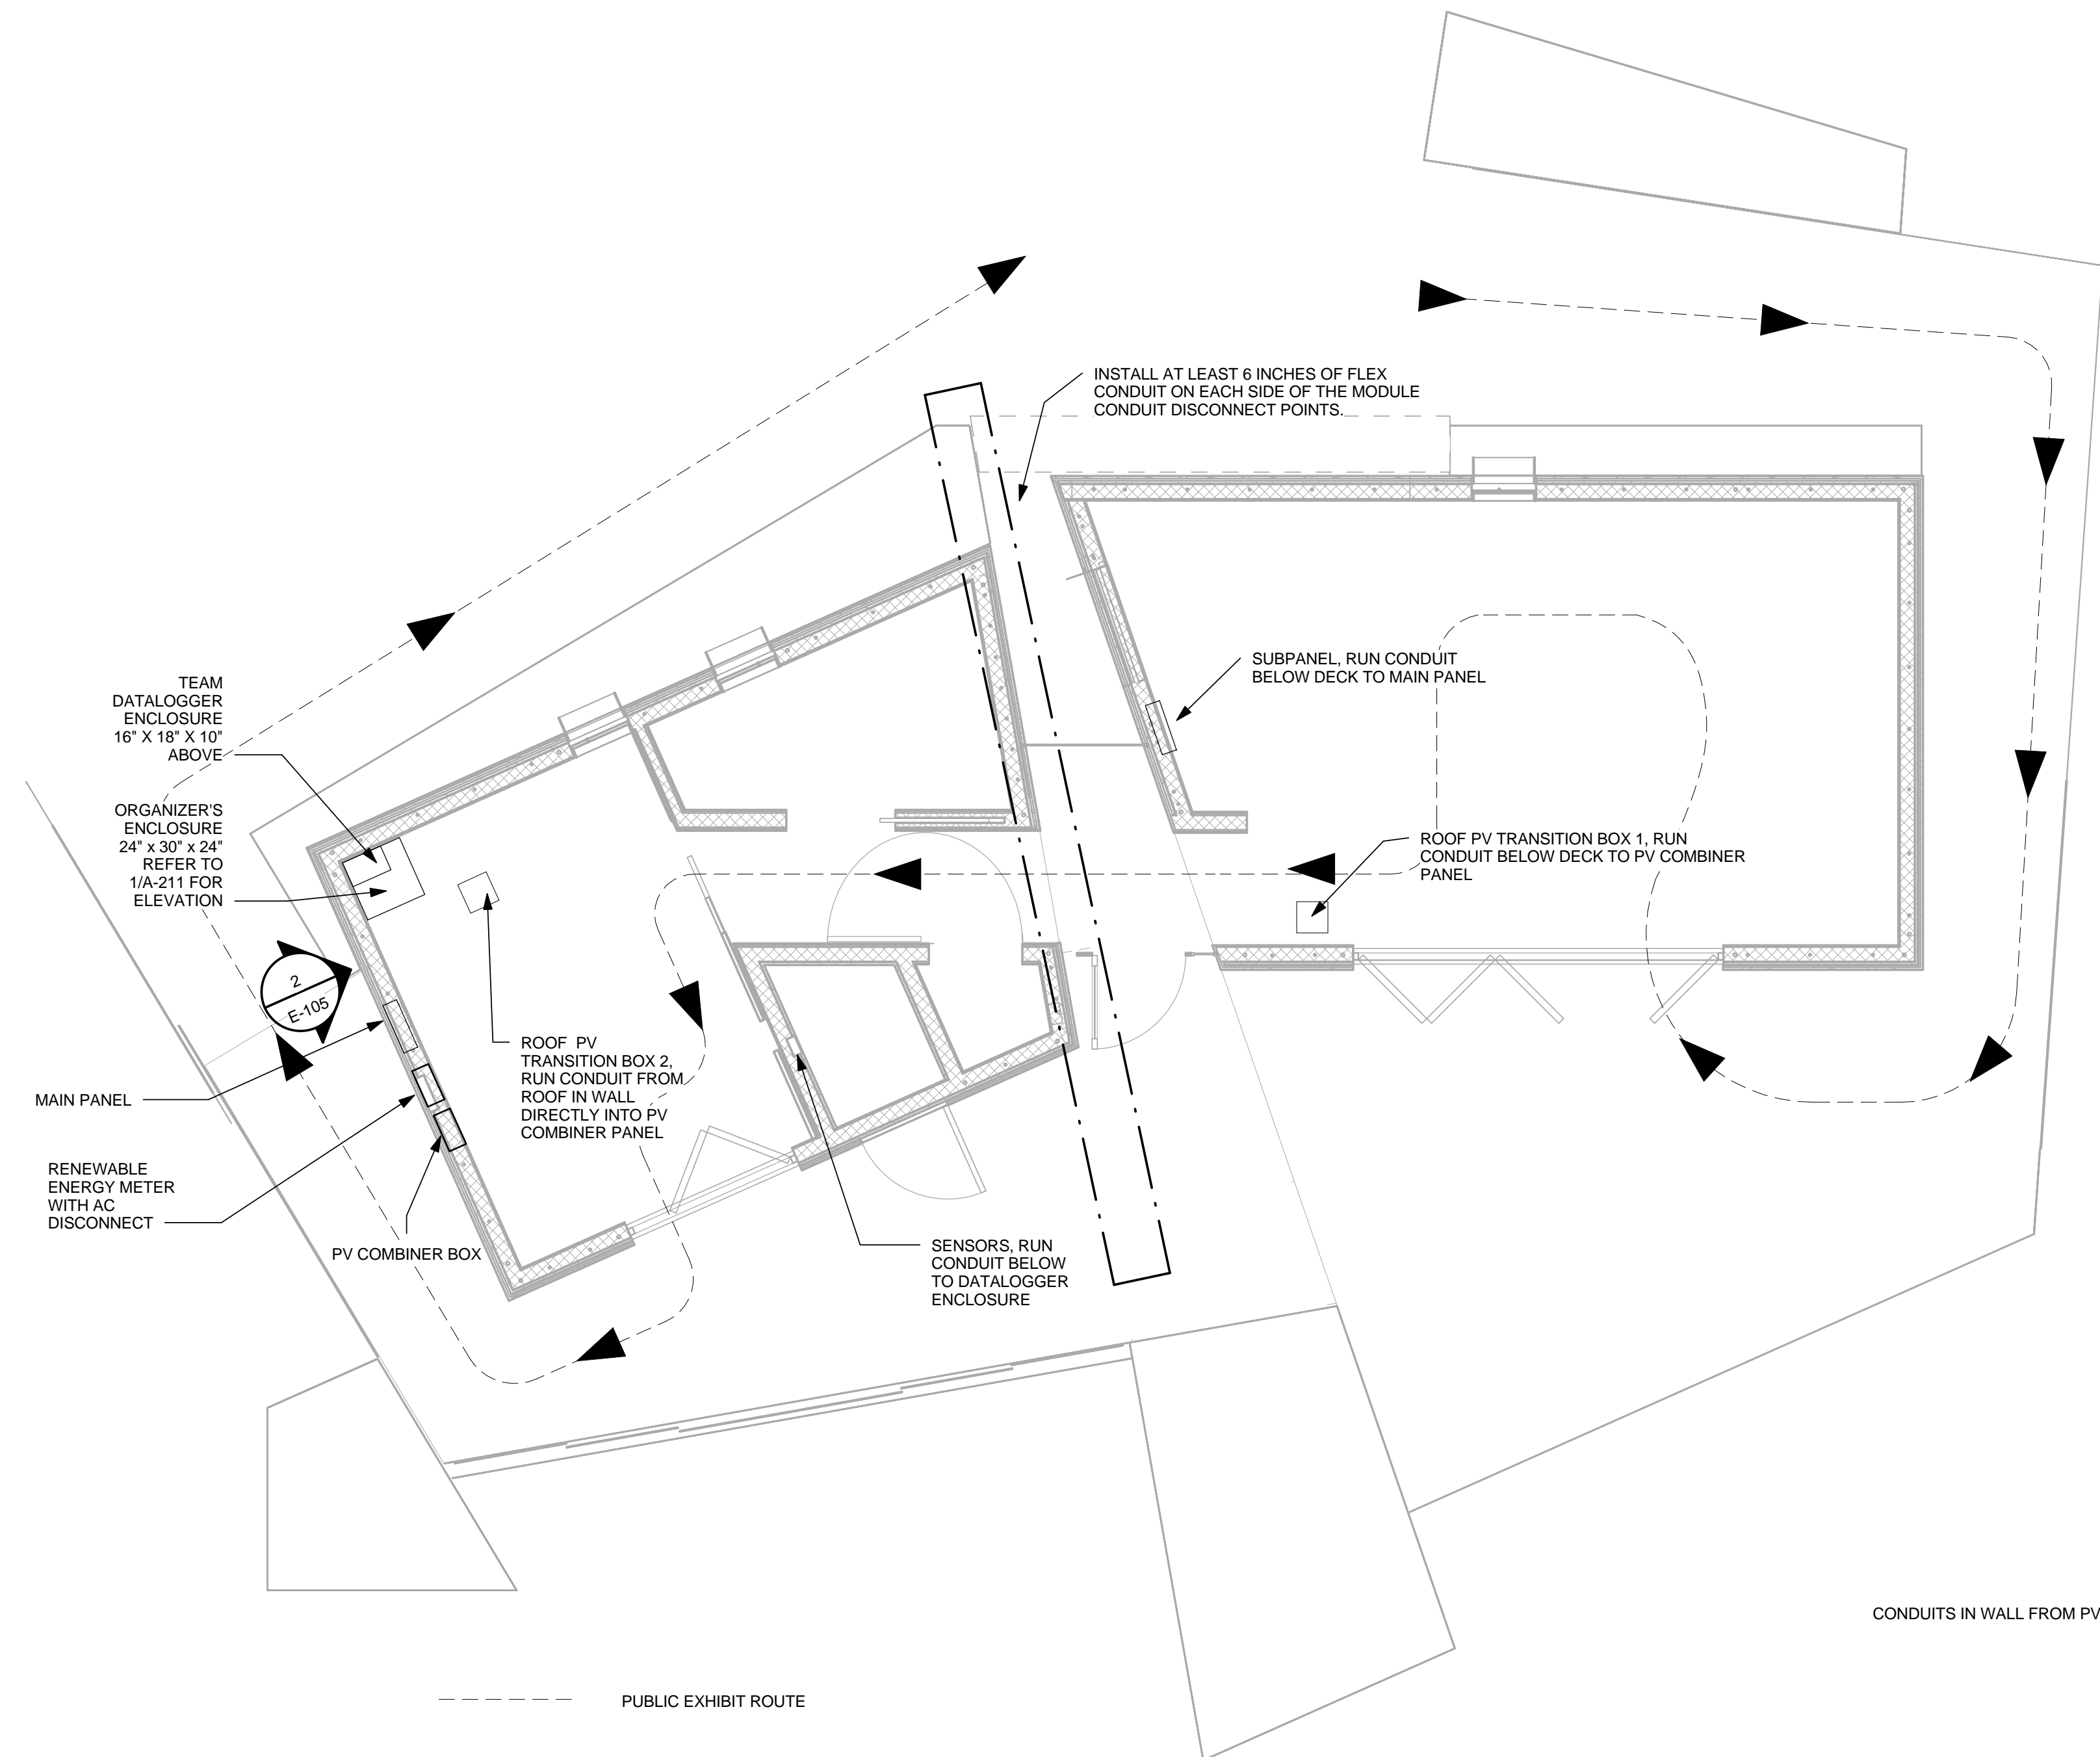 INSTALL AT LEAST 6 INCHES OF FLEX
CONDUIT ON EACH SIDE OF THE MODULE
CONDUIT DISCONNECT POINTS.
SUBPANEL, RUN CONDUIT
BELOW DECK TO MAIN PANEL
TEAM
DATALOGGER
ENCLOSURE
16" X 18" X 10"
ABOVE
ORGANIZER'S
ENCLOSURE
24" x 30" x 24"
REFER TO
1/A-211 FOR
ELEVATION
ROOF PV TRANSITION BOX 1, RUN
CONDUIT BELOW DECK TO PV COMBINER
PANEL
2
E-105
ROOF PV
TRANSITION BOX 2,
RUN CONDUIT FROM
ROOF IN WALL
DIRECTLY INTO PV
COMBINER PANEL
MAIN PANEL
RENEWABLE
ENERGY METER
WITH AC
DISCONNECT
PV COMBINER BOX
SENSORS, RUN
CONDUIT BELOW
TO DATALOGGER
ENCLOSURE
CONDUITS IN WALL FROM PV
PUBLIC EXHIBIT ROUTE